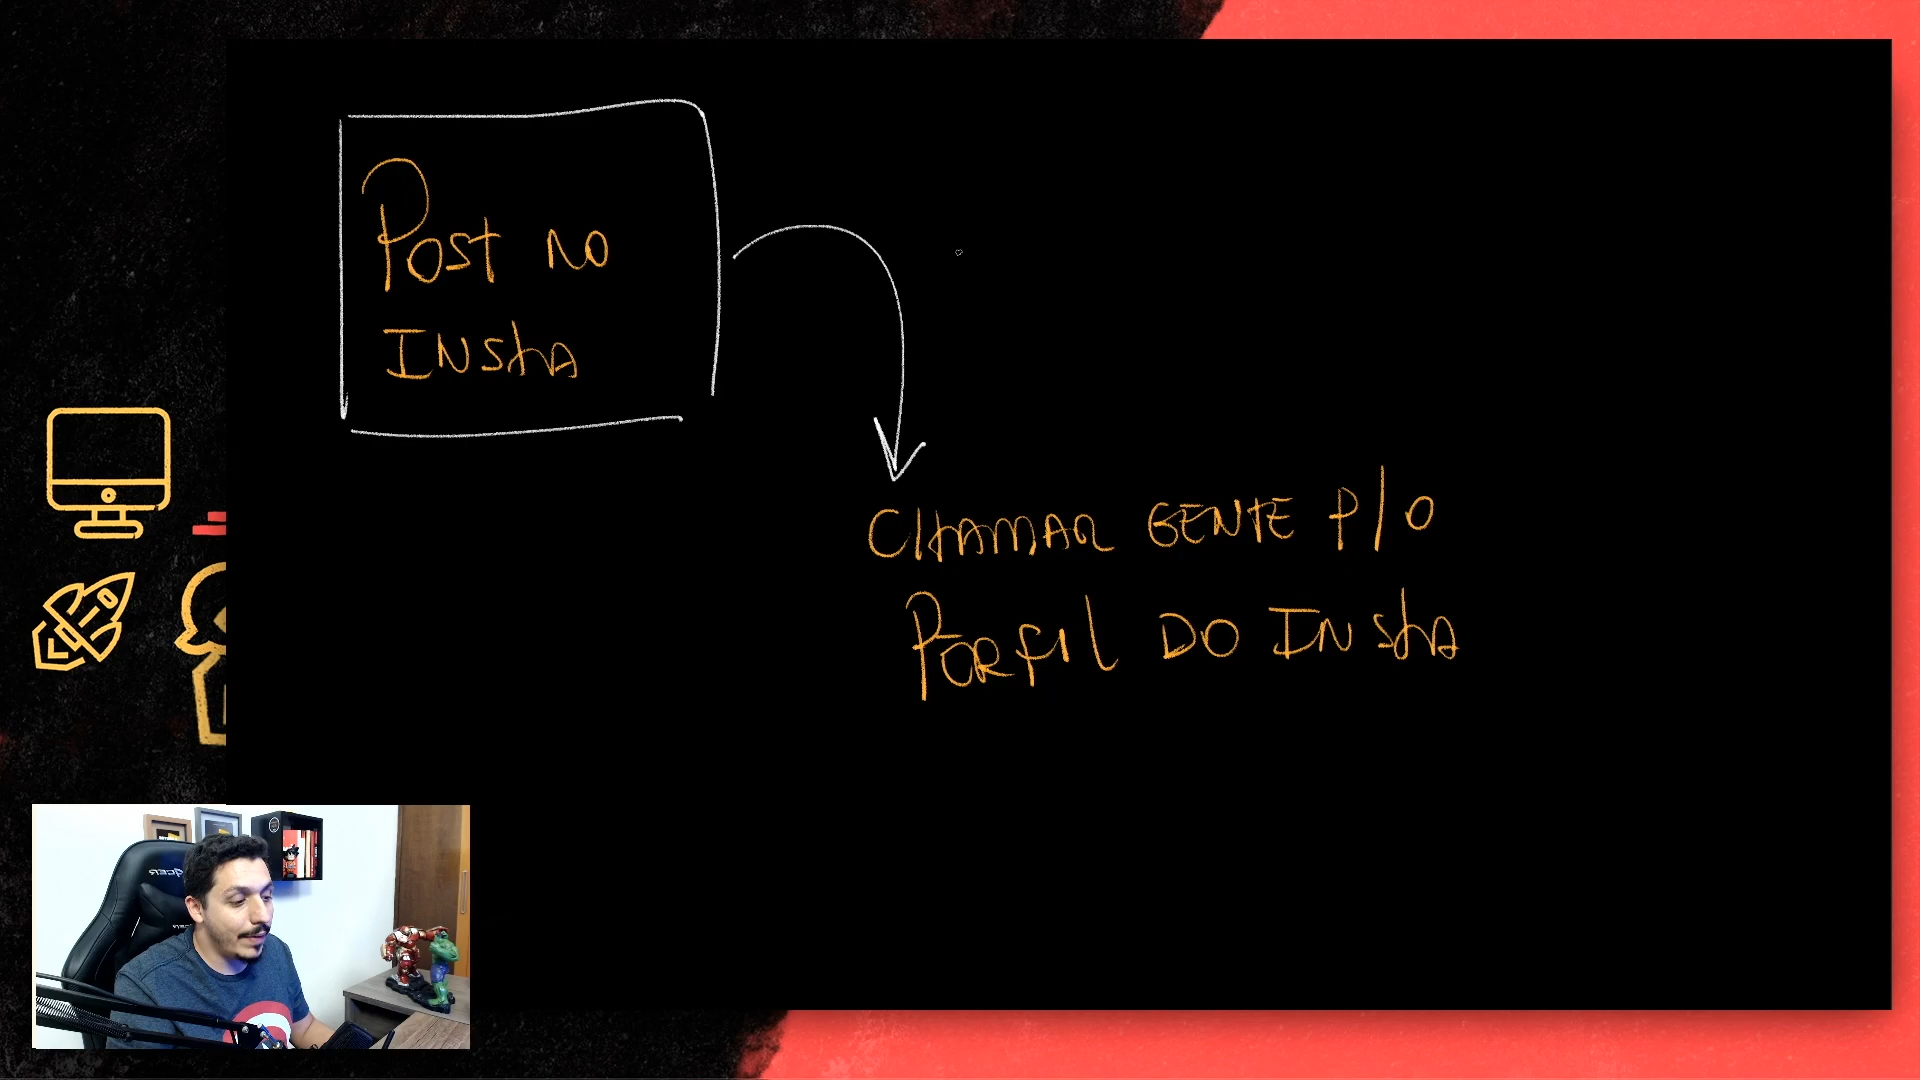 Post no
Insta
Chamar gente p/ o
Perfil do Insta